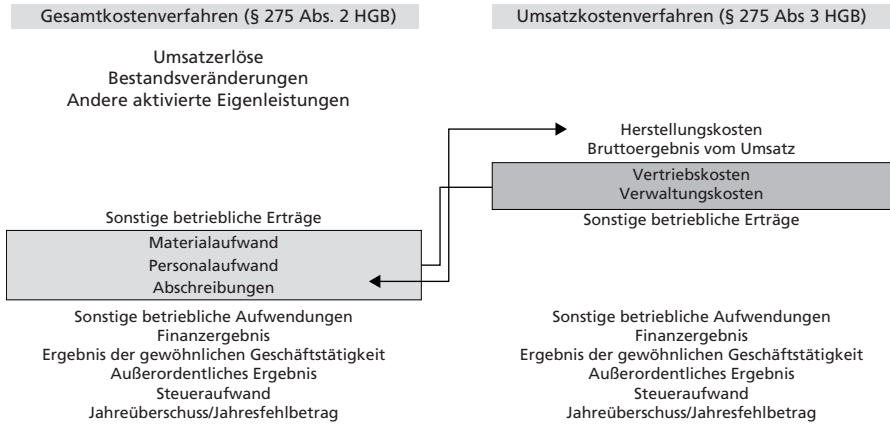 Gesamtkostenverfahren (§ 275 Abs. 2 HGB)
Umsatzerlöse
Bestandsveränderungen
Andere aktivierte Eigenleistungen
Sonstige betriebliche Erträge
Materialaufwand
Personalaufwand
Abschreibungen
Sonstige betriebliche Aufwendungen
Finanzergebnis
Ergebnis der gewöhnlichen Geschäftstätigkeit
Außerordentliches Ergebnis
Steueraufwand
Jahreüberschuss/Jahresfehlbetrag
Umsatzkostenverfahren (§ 275 Abs 3 HGB)
Herstellungskosten
Bruttoergebnis vom Umsatz
Vertriebskosten
Verwaltungskosten
Sonstige betriebliche Erträge
Sonstige betriebliche Aufwendungen
Finanzergebnis
Ergebnis der gewöhnlichen Geschäftstätigkeit
Außerordentliches Ergebnis
Steueraufwand
Jahreüberschuss/Jahresfehlbetrag